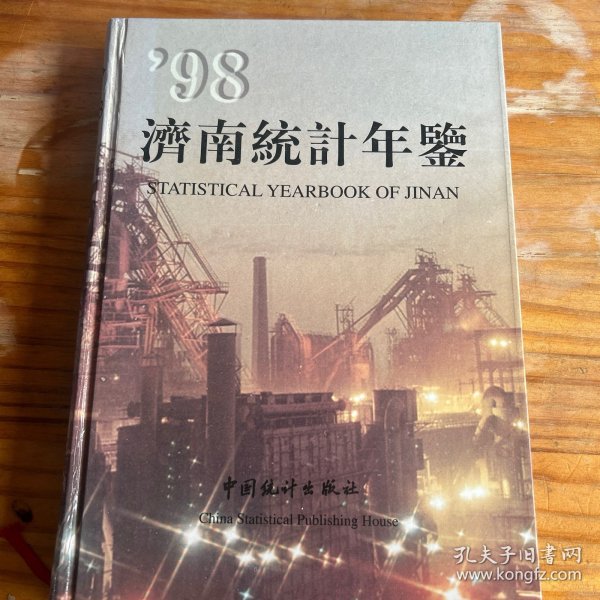 ’98
濟南統計年鑒
STATISTICAL YEARBOOK OF JINAN
中国统计出版社
China Statistical Publishing House
孔夫子旧書网
www.kongfz.com